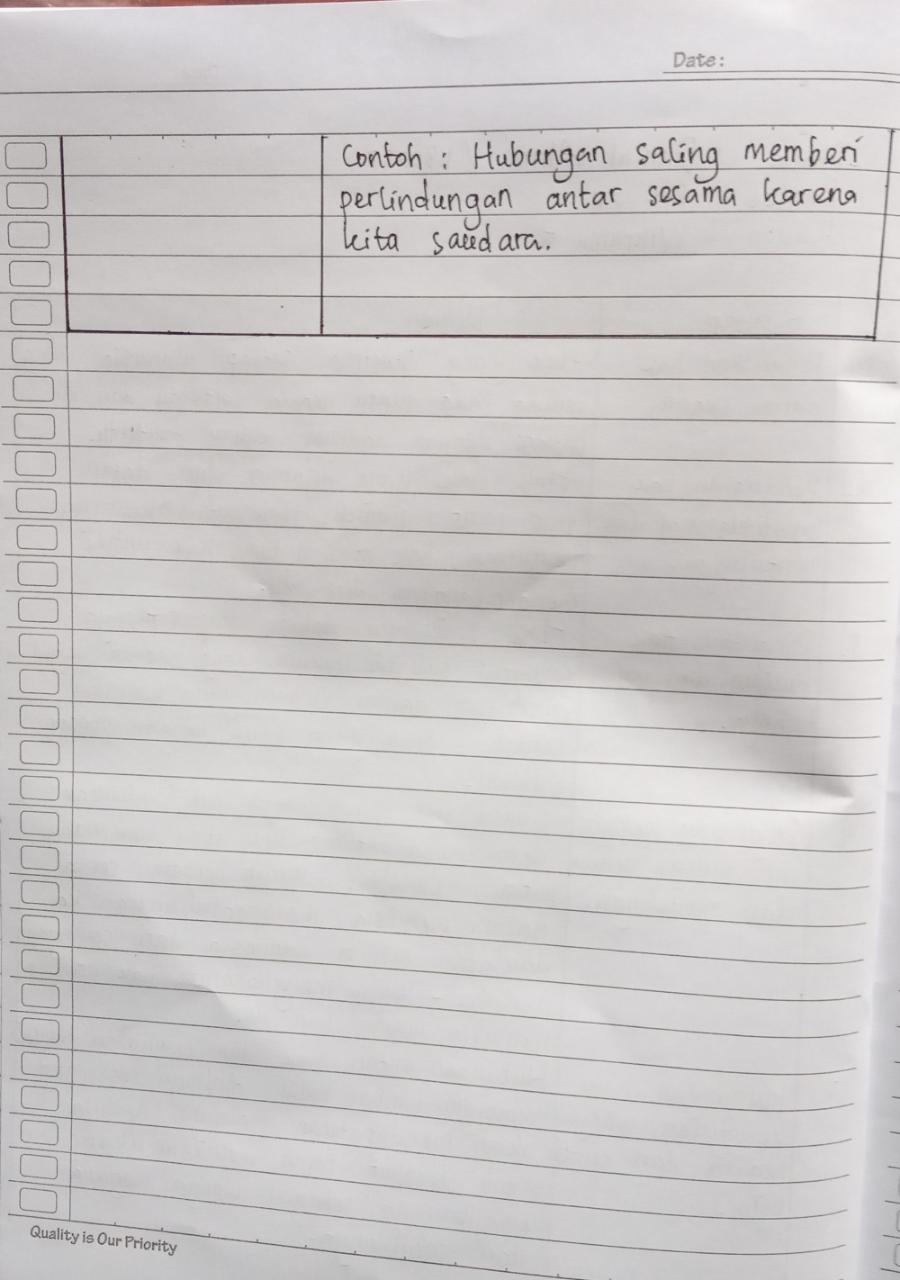 Date:
Contoh : Hubungan saling memberi
perlindungan antar sesama karena
kita saudara.
Quality is Our Priority